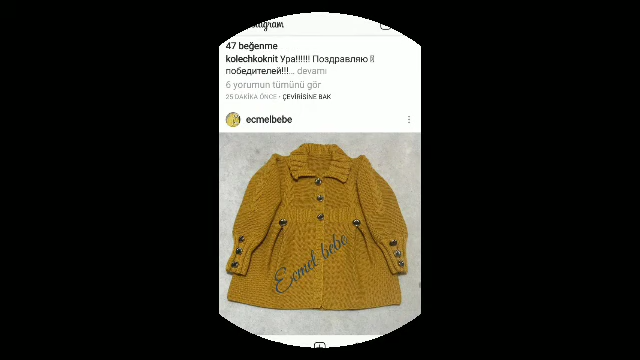 47 beğenme
kolechkoknit Ура!!!!!! Поздравляю
победителей!!!... devamı
6 yorumun tümünü gör
25 DAKİKA ÖNCE • ÇEVİRİSİNE BAK
ecmelbebe
Ecmel bebe